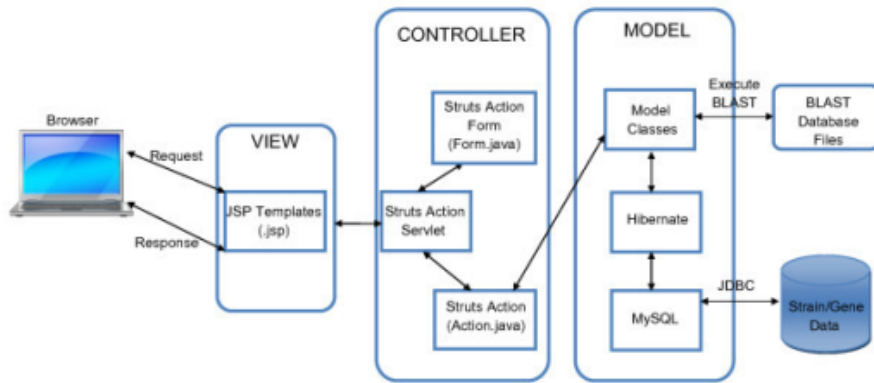 CONTROLLER
MODEL
Browser
VIEW
Request
Response
JSP Templates
(.jsp)
Struts Action
Form
(Form.java)
Struts Action
Servlet
Struts Action
(Action.java)
Model
Classes
Hibernate
MySQL
Execute
BLAST
BLAST
Database
Files
JDBC
Strain/Gene
Data